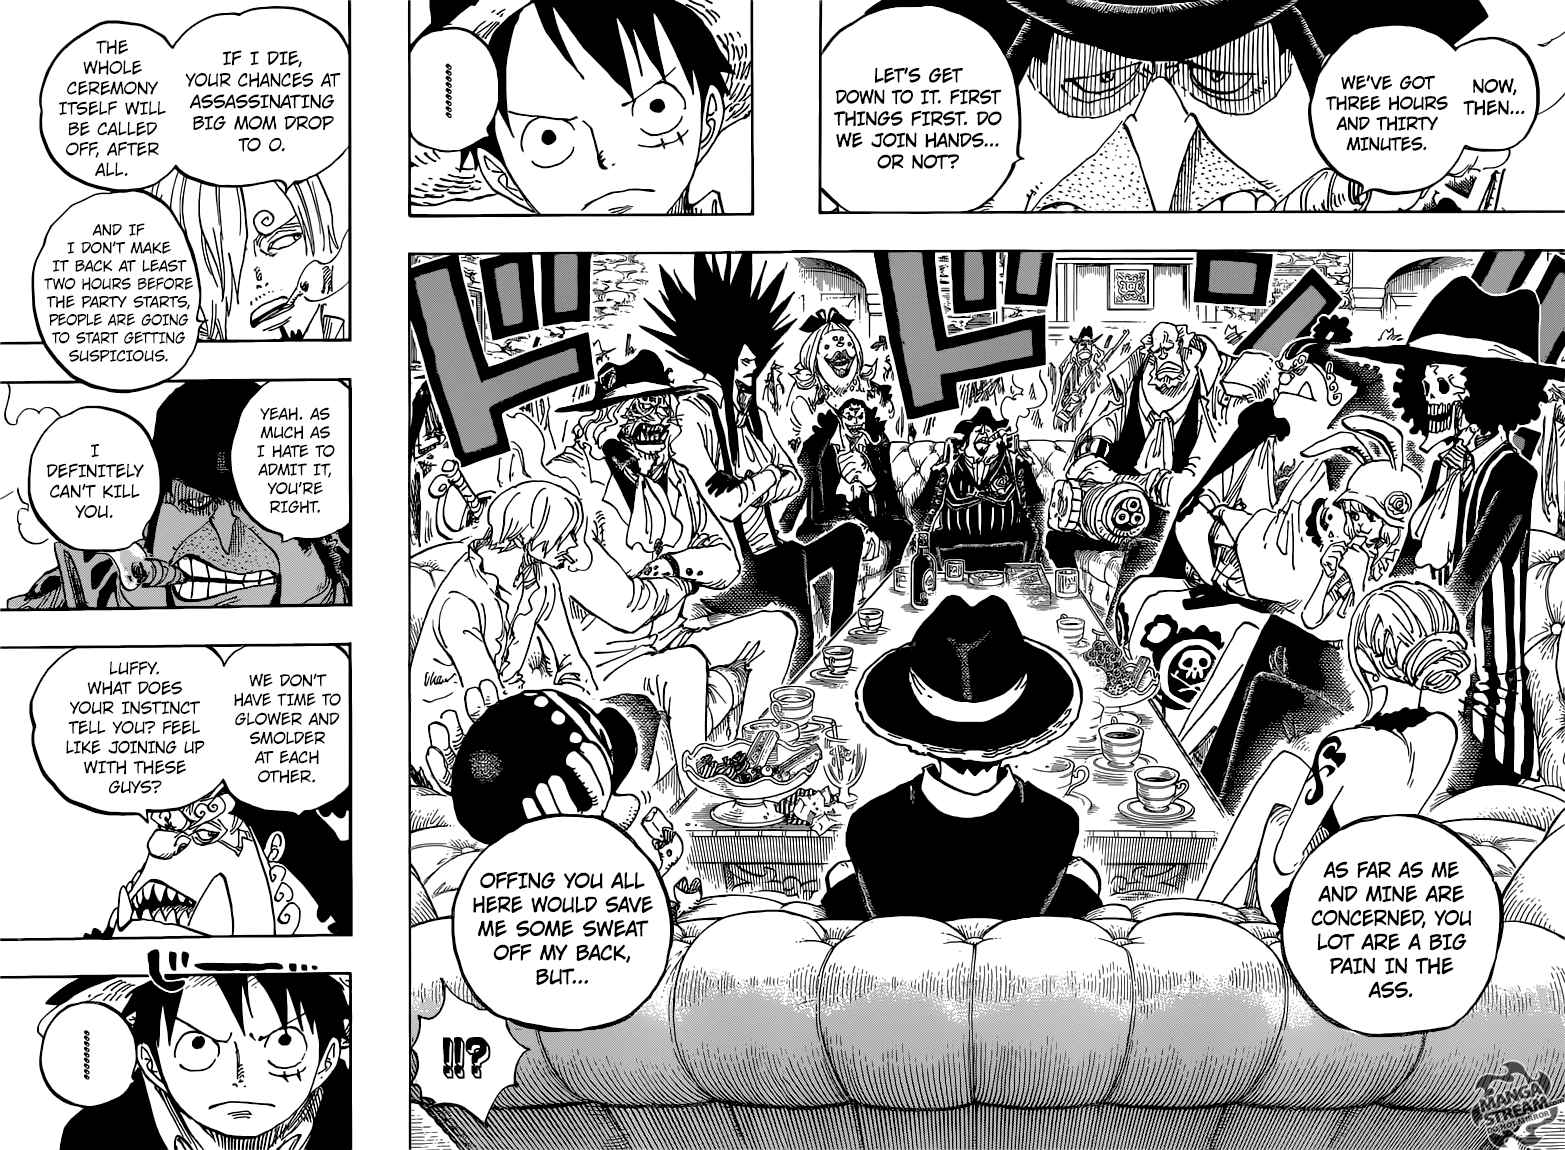 NOW,
THEN...
WE'VE GOT
THREE HOURS
AND THIRTY
MINUTES.
LET'S GET
DOWN TO IT. FIRST
THINGS FIRST. DO
WE JOIN HANDS...
OR NOT?
ドドン
AS FAR AS ME
AND MINE ARE
CONCERNED, YOU
LOT ARE A BIG
PAIN IN THE
ASS.
OFFING YOU ALL
HERE WOULD SAVE
ME SOME SWEAT
OFF MY BACK,
BUT...
!!?
IF I DIE,
YOUR CHANCES AT
ASSASSINATING
BIG MOM DROP
TO 0.
THE
WHOLE
CEREMONY
ITSELF WILL
BE CALLED
OFF, AFTER
ALL.
AND IF
I DON'T MAKE
IT BACK AT LEAST
TWO HOURS BEFORE
THE PARTY STARTS,
PEOPLE ARE GOING
TO START GETTING
SUSPICIOUS.
YEAH. AS
MUCH AS
I HATE TO
ADMIT IT,
YOU'RE
RIGHT.
I
DEFINITELY
CAN'T KILL
YOU.
WE DON'T
HAVE TIME TO
GLOWER AND
SMOLDER
AT EACH
OTHER.
LUFFY.
WHAT DOES
YOUR INSTINCT
TELL YOU? FEEL
LIKE JOINING UP
WITH THESE
GUYS?
じー...
MANGA
STREAM